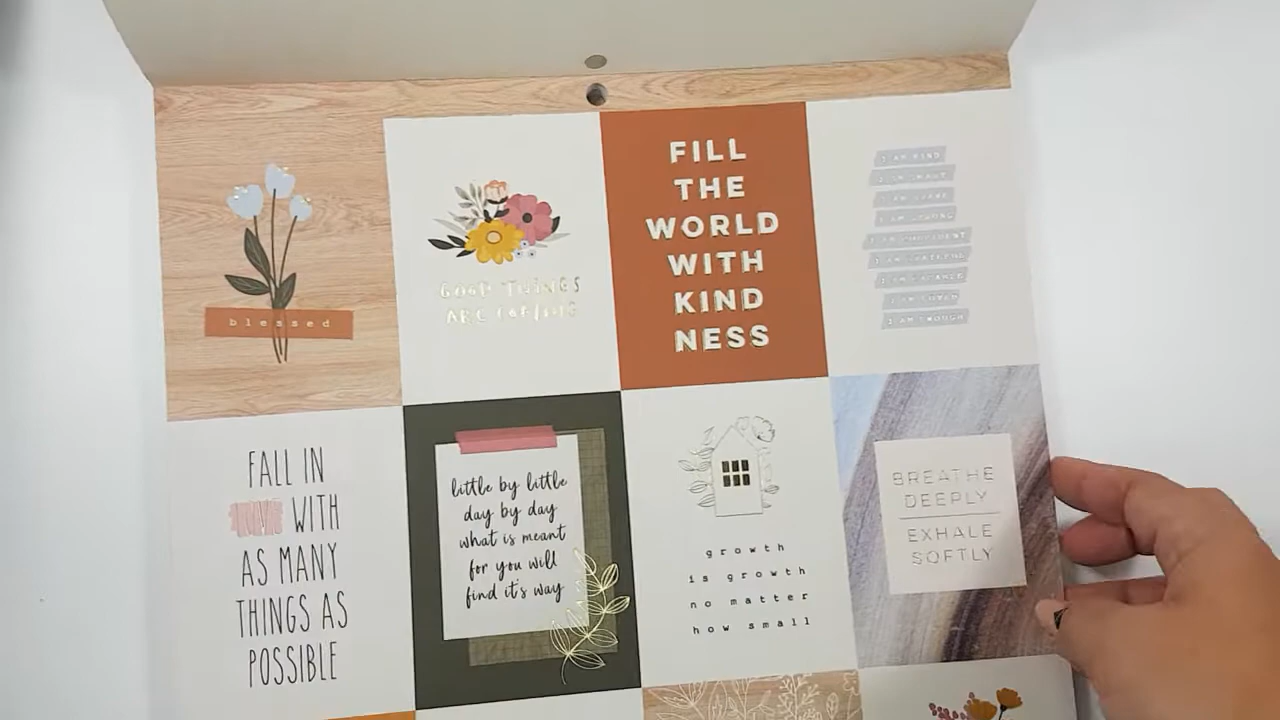 blessed
GOOD THINGS
ARE COMING
FILL
THE
WORLD
WITH
KIND
NESS
I AM KIND
I AM SMART
I AM BRAVE
I AM STRONG
I AM CONFIDENT
I AM GRATEFUL
I AM CAPABLE
I AM LOVED
I AM ENOUGH
FALL IN
LOVE WITH
AS MANY
THINGS AS
POSSIBLE
little by little
day by day
what is meant
for you will
find it's way
growth
is growth
no matter
how small
BREATHE
DEEPLY
EXHALE
SOFTLY